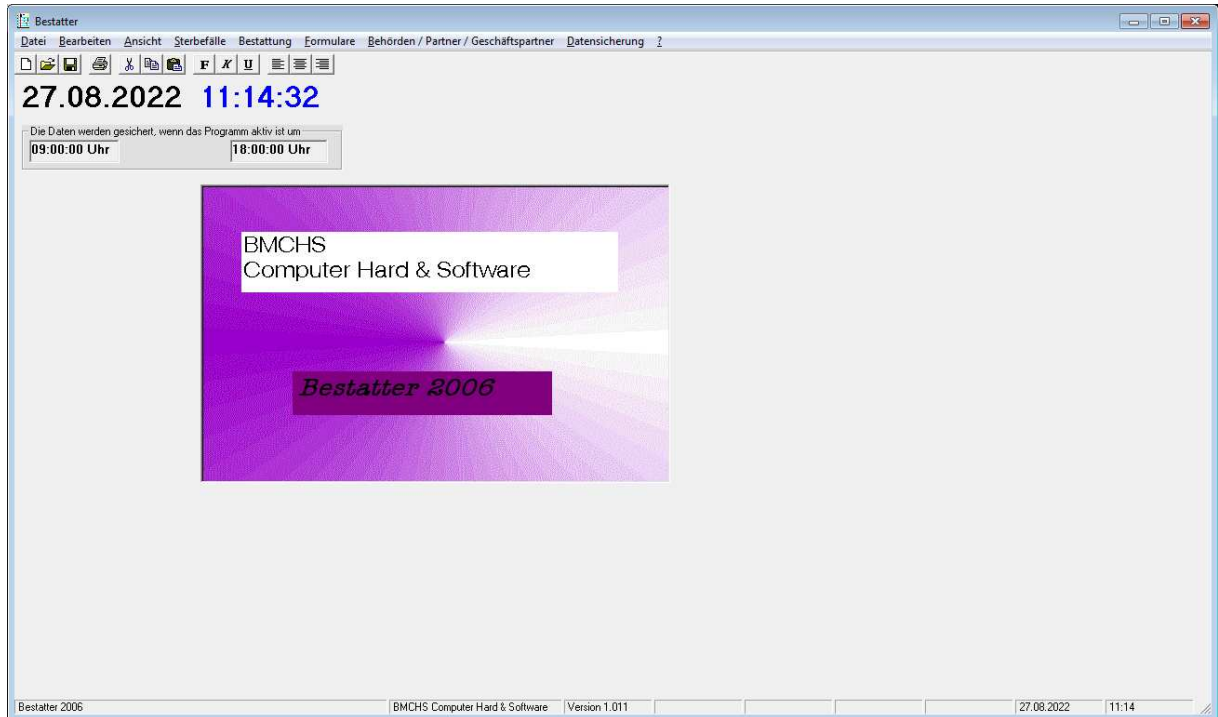 Bestatter
Datei Bearbeiten Ansicht Sterbefälle Bestattung Formulare Behörden / Partner / Geschäftspartner Datensicherung ?
F K U
27.08.2022 11:14:32
Die Daten werden gesichert, wenn das Programm aktiv ist um
09:00:00 Uhr 18:00:00 Uhr
BMCHS
Computer Hard & Software
Bestatter 2006
Bestatter 2006 BMCHS Computer Hard & Software Version 1.011 27.08.2022 11:14